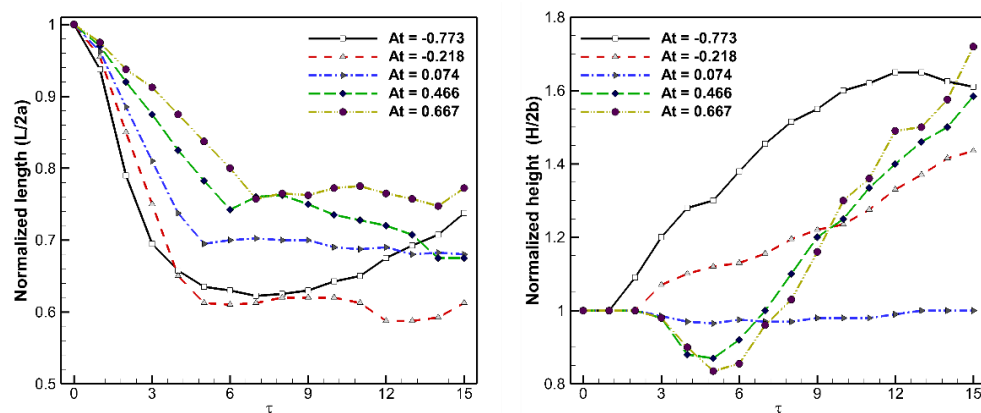 Normalized length (L/2a)
1
0.9
0.8
0.7
0.6
0.5
At = -0.773
At = -0.218
At = 0.074
At = 0.466
At = 0.667
0 3 6 9 12 15
τ
Normalized height (H/2b)
1.6
1.4
1.2
1
0.8
At = -0.773
At = -0.218
At = 0.074
At = 0.466
At = 0.667
0 3 6 9 12 15
τ